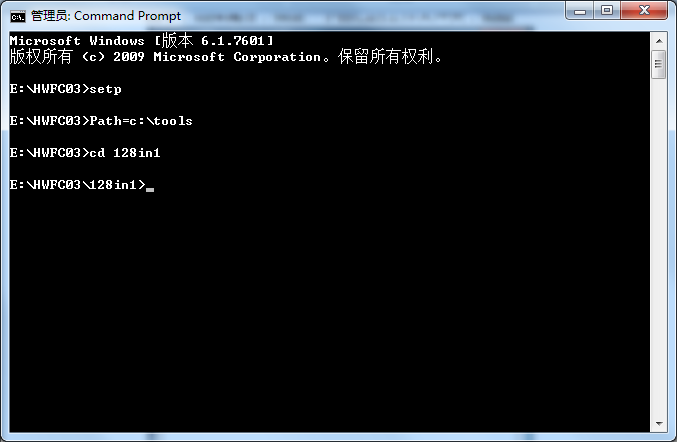 管理员: Command Prompt
Microsoft Windows [版本 6.1.7601]
版权所有 (c) 2009 Microsoft Corporation。保留所有权利。
E:\HWFC03>setp
E:\HWFC03>Path=c:\tools
E:\HWFC03>cd 128in1
E:\HWFC03\128in1>_